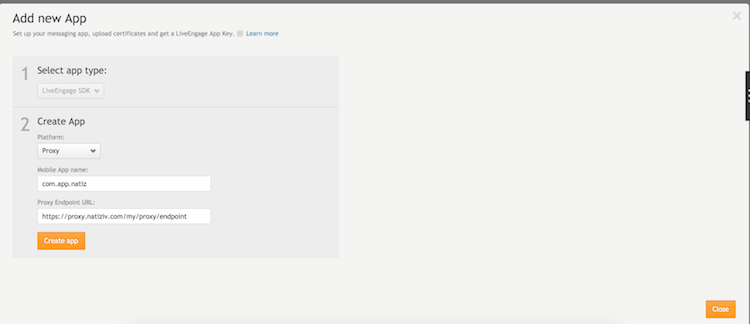 Add new App
Set up your messaging app, upload certificates and get a LiveEngage App Key. Learn more
1 Select app type:
LiveEngage SDK
2 Create App
Platform:
Proxy
Mobile App name:
com.app.natiz
Proxy Endpoint URL:
https://proxy.natiziv.com/my/proxy/endpoint
Create app
Close